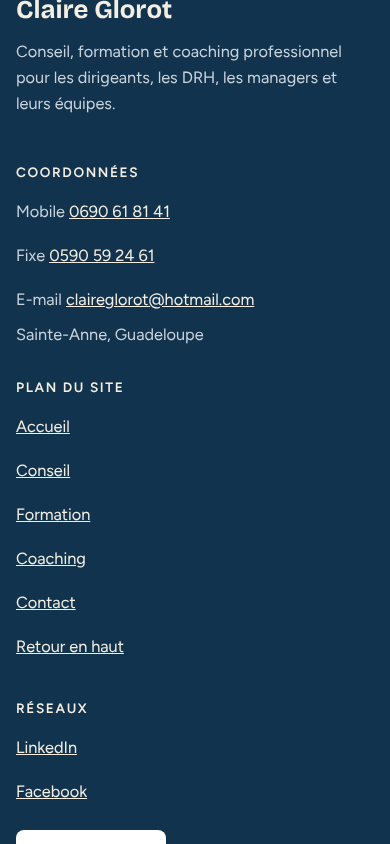 Claire Glorot
Conseil, formation et coaching professionnel
pour les dirigeants, les DRH, les managers et
leurs équipes.
COORDONNÉES
Mobile 0690 61 81 41
Fixe 0590 59 24 61
E-mail claireglorot@hotmail.com
Sainte-Anne, Guadeloupe
PLAN DU SITE
Accueil
Conseil
Formation
Coaching
Contact
Retour en haut
RÉSEAUX
LinkedIn
Facebook